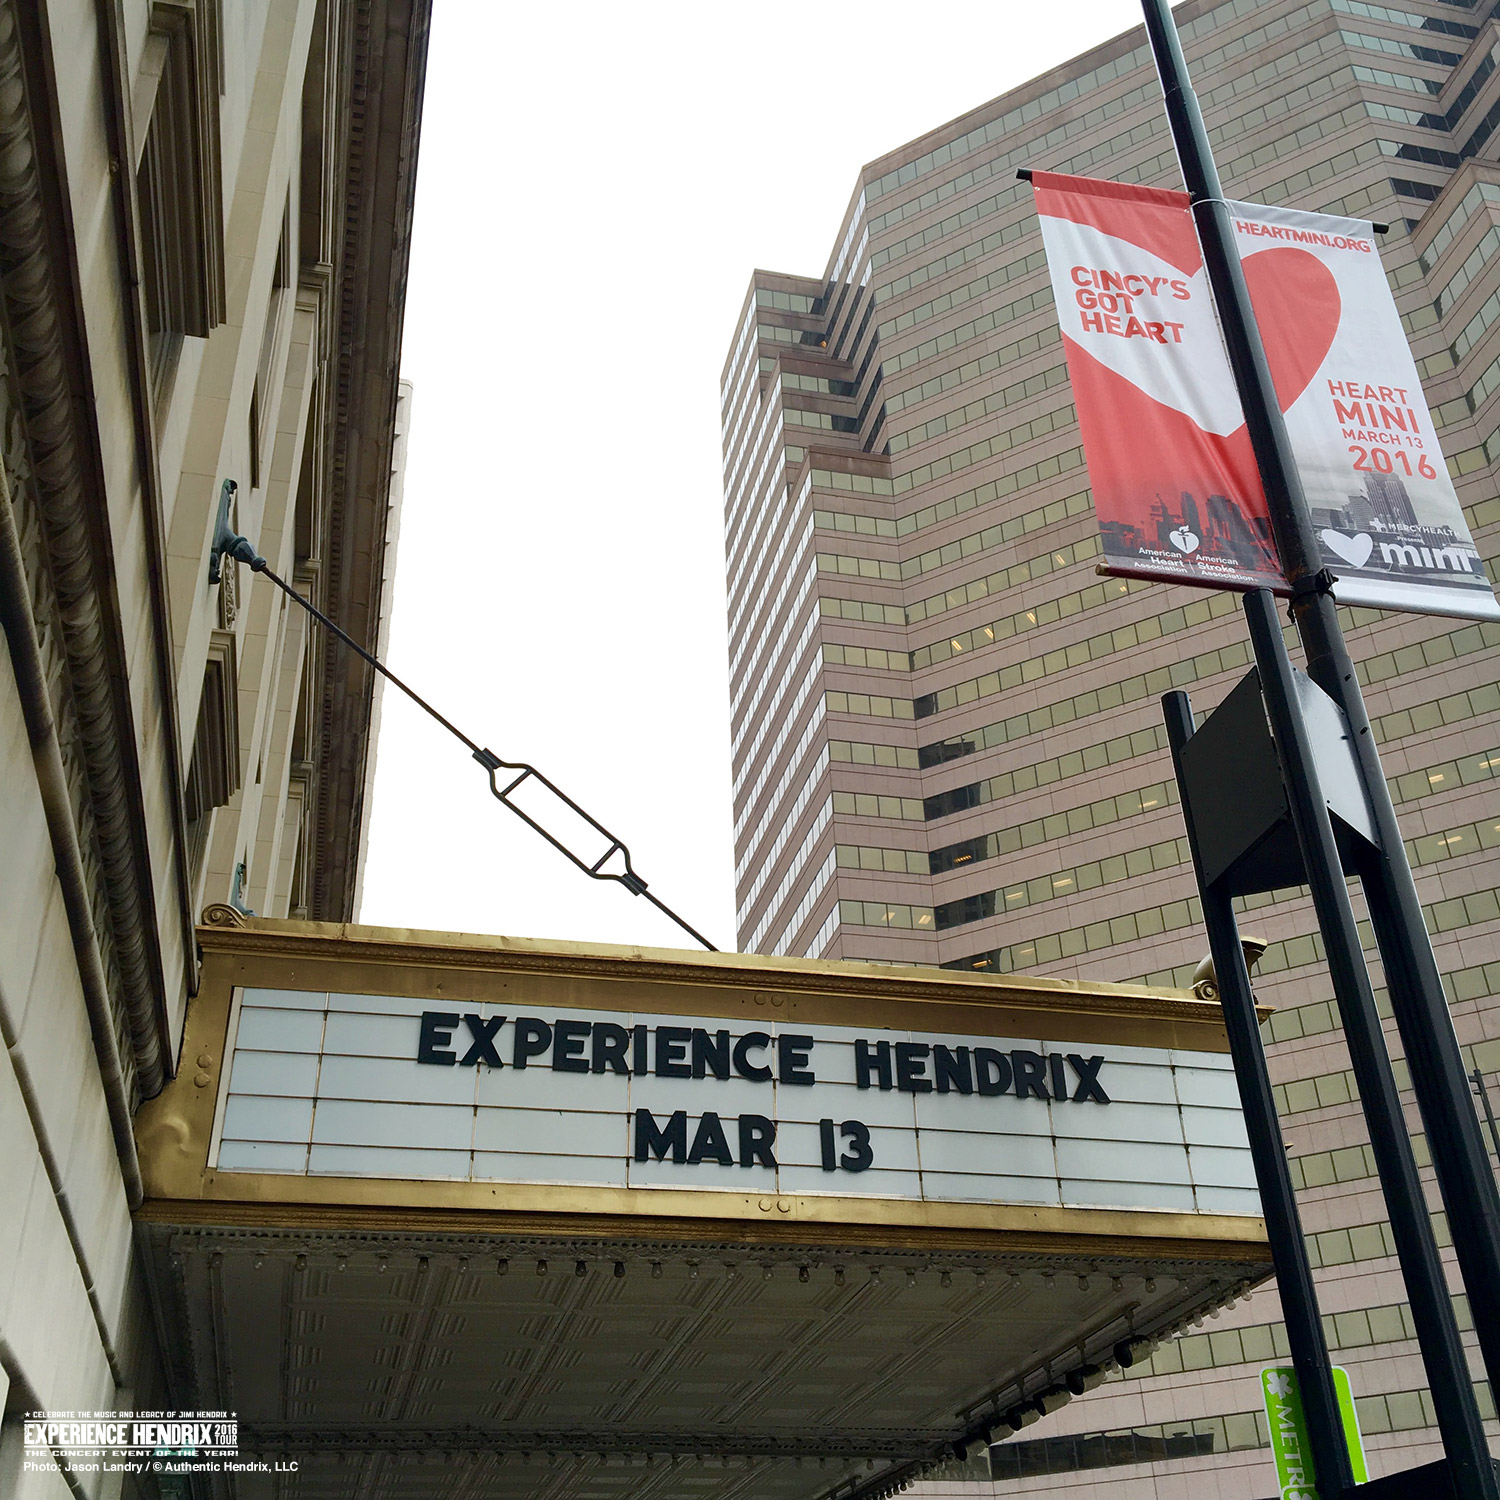 CINCY'S
GOT
HEART
American
Heart
Association
American
Stroke
Association
HEARTMINI.ORG
HEART
MINI
MARCH 13
2016
MERCYHEALTH
Presents
mini
EXPERIENCE HENDRIX
MAR 13
METR
★ CELEBRATE THE MUSIC AND LEGACY OF JIMI HENDRIX ★
EXPERIENCE HENDRIX 2016 TOUR
THE CONCERT EVENT OF THE YEAR!
Photo: Jason Landry / © Authentic Hendrix, LLC